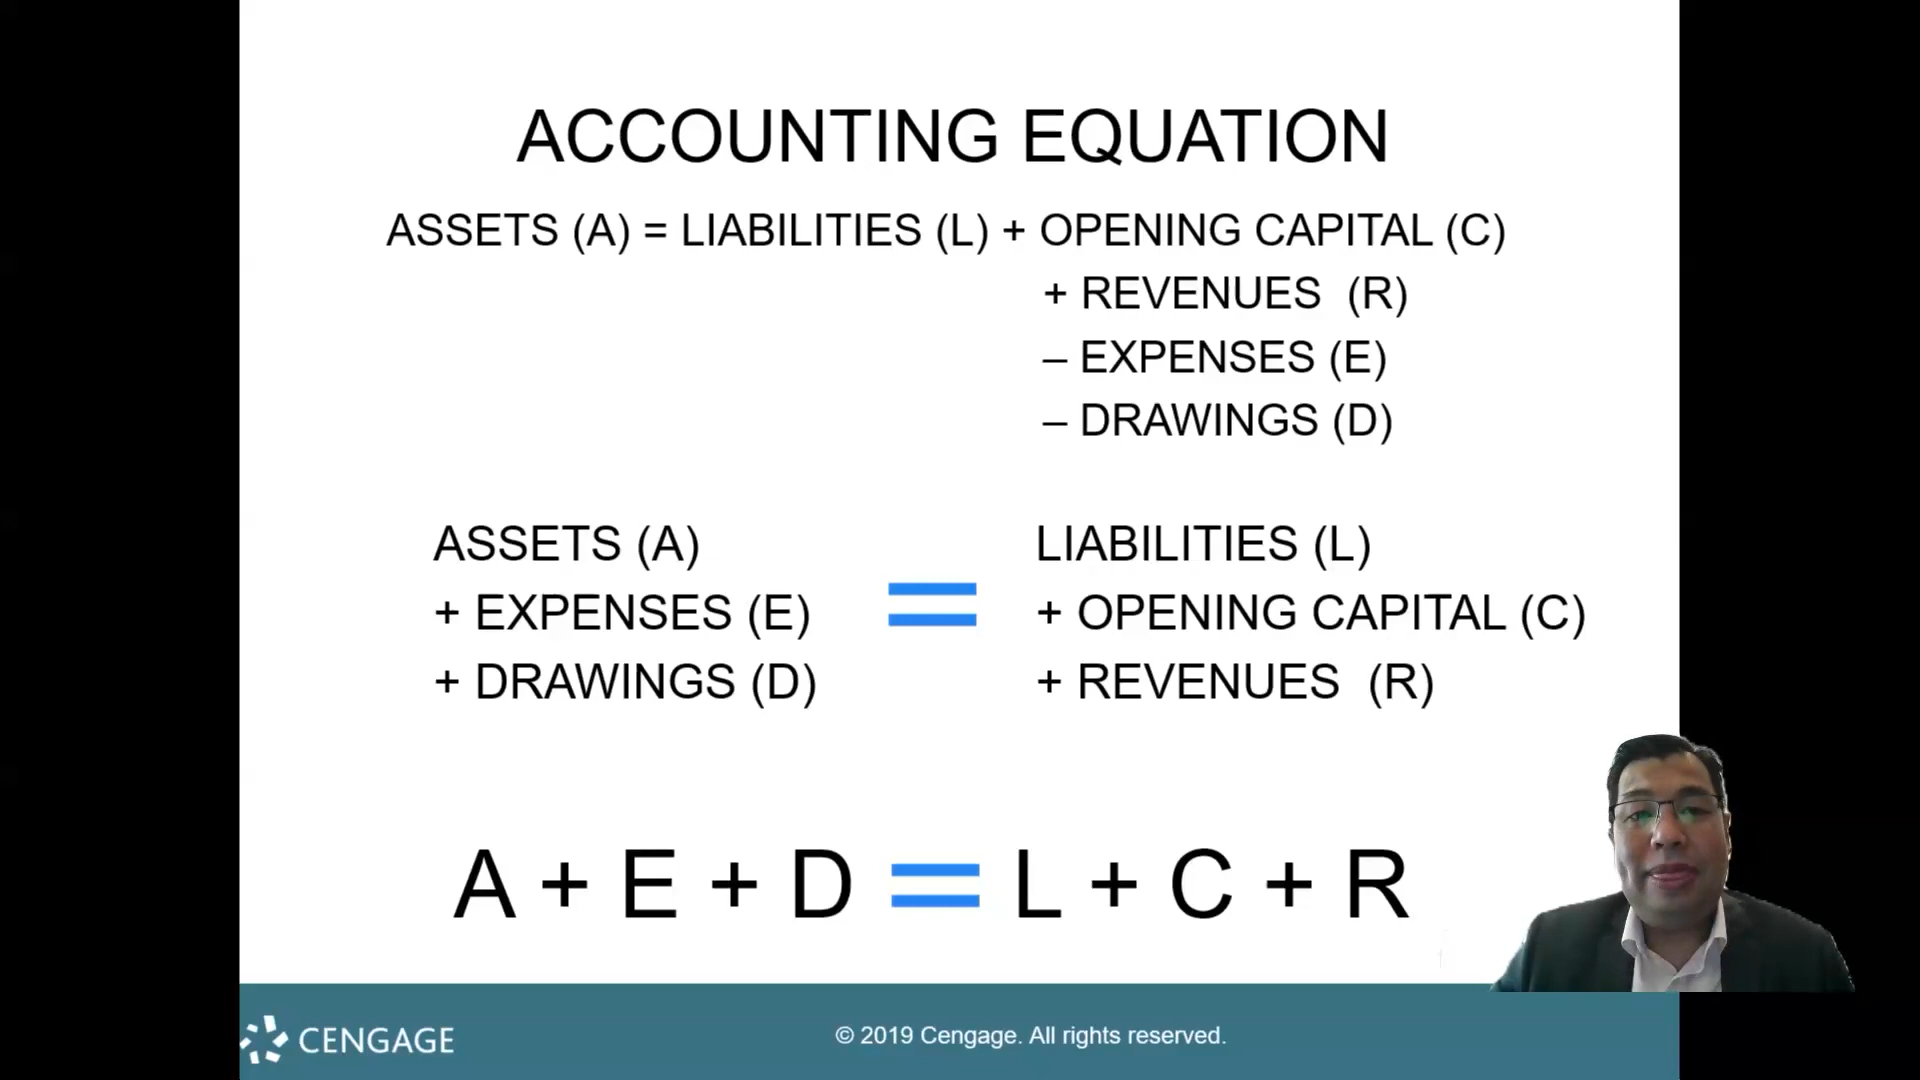 ACCOUNTING EQUATION
ASSETS (A) = LIABILITIES (L) + OPENING CAPITAL (C)
+ REVENUES (R)
– EXPENSES (E)
– DRAWINGS (D)
ASSETS (A)
+ EXPENSES (E)
+ DRAWINGS (D)
=
LIABILITIES (L)
+ OPENING CAPITAL (C)
+ REVENUES (R)
A + E + D = L + C + R
CENGAGE
© 2019 Cengage. All rights reserved.